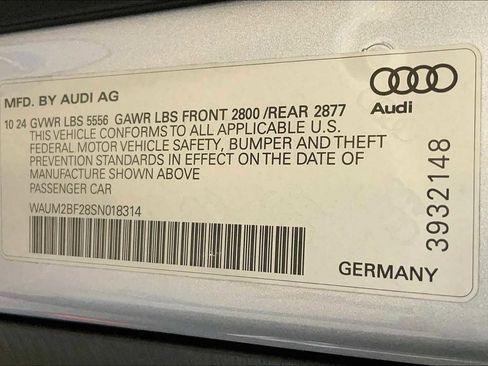 MFD. BY AUDI AG
10 24 GVWR LBS 5556 GAWR LBS FRONT 2800 /REAR 2877
THIS VEHICLE CONFORMS TO ALL APPLICABLE U.S.
FEDERAL MOTOR VEHICLE SAFETY, BUMPER AND THEFT
PREVENTION STANDARDS IN EFFECT ON THE DATE OF
MANUFACTURE SHOWN ABOVE
PASSENGER CAR
WAUM2BF28SN018314
Audi
3932148
GERMANY